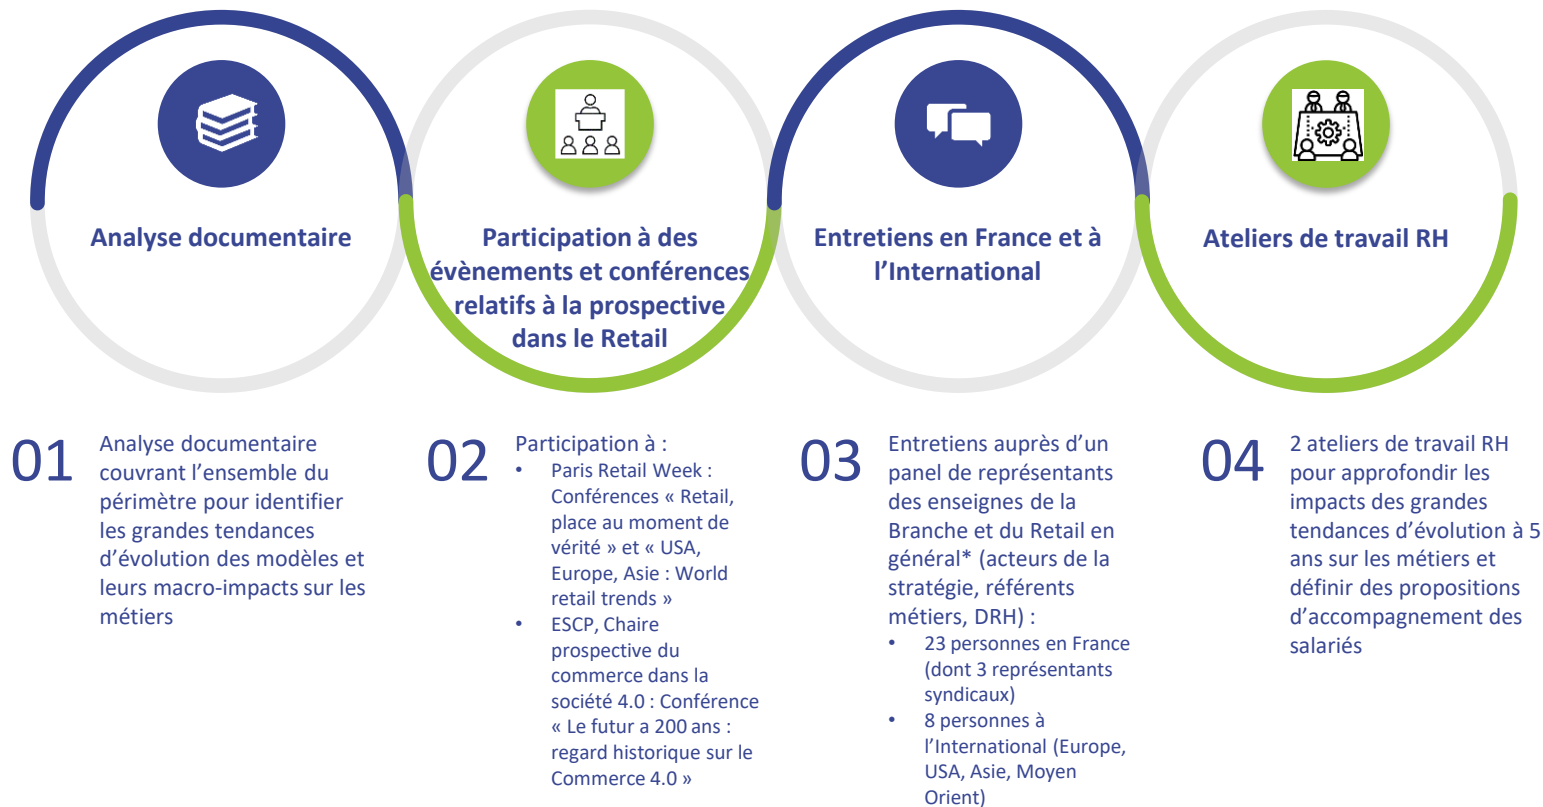 Analyse documentaire
Participation à des
évènements et conférences
relatifs à la prospective
dans le Retail
Entretiens en France et à
l’International
Ateliers de travail RH
01
Analyse documentaire
couvrant l’ensemble du
périmètre pour identifier
les grandes tendances
d’évolution des modèles et
leurs macro-impacts sur les
métiers
02
Participation à :
• Paris Retail Week :
Conférences « Retail,
place au moment de
vérité » et « USA,
Europe, Asie : World
retail trends »
• ESCP, Chaire
prospective du
commerce dans la
société 4.0 : Conférence
« Le futur a 200 ans :
regard historique sur le
Commerce 4.0 »
03
Entretiens auprès d’un
panel de représentants
des enseignes de la
Branche et du Retail en
général* (acteurs de la
stratégie, référents
métiers, DRH) :
• 23 personnes en France
(dont 3 représentants
syndicaux)
• 8 personnes à
l’International (Europe,
USA, Asie, Moyen
Orient)
04
2 ateliers de travail RH
pour approfondir les
impacts des grandes
tendances d’évolution à 5
ans sur les métiers et
définir des propositions
d’accompagnement des
salariés